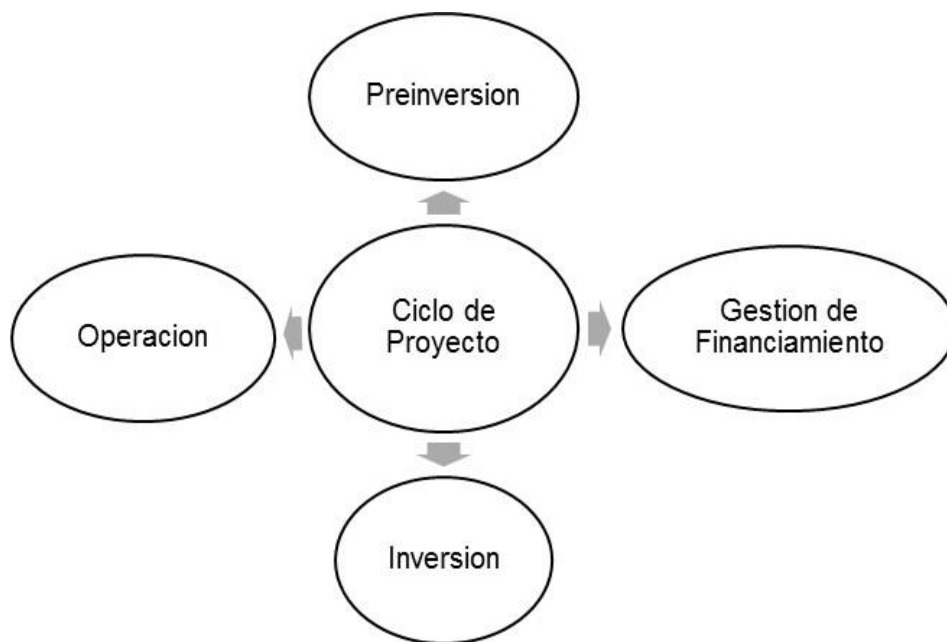 Preinversion
Operacion
Ciclo de
Proyecto
Gestion de
Financiamiento
Inversion